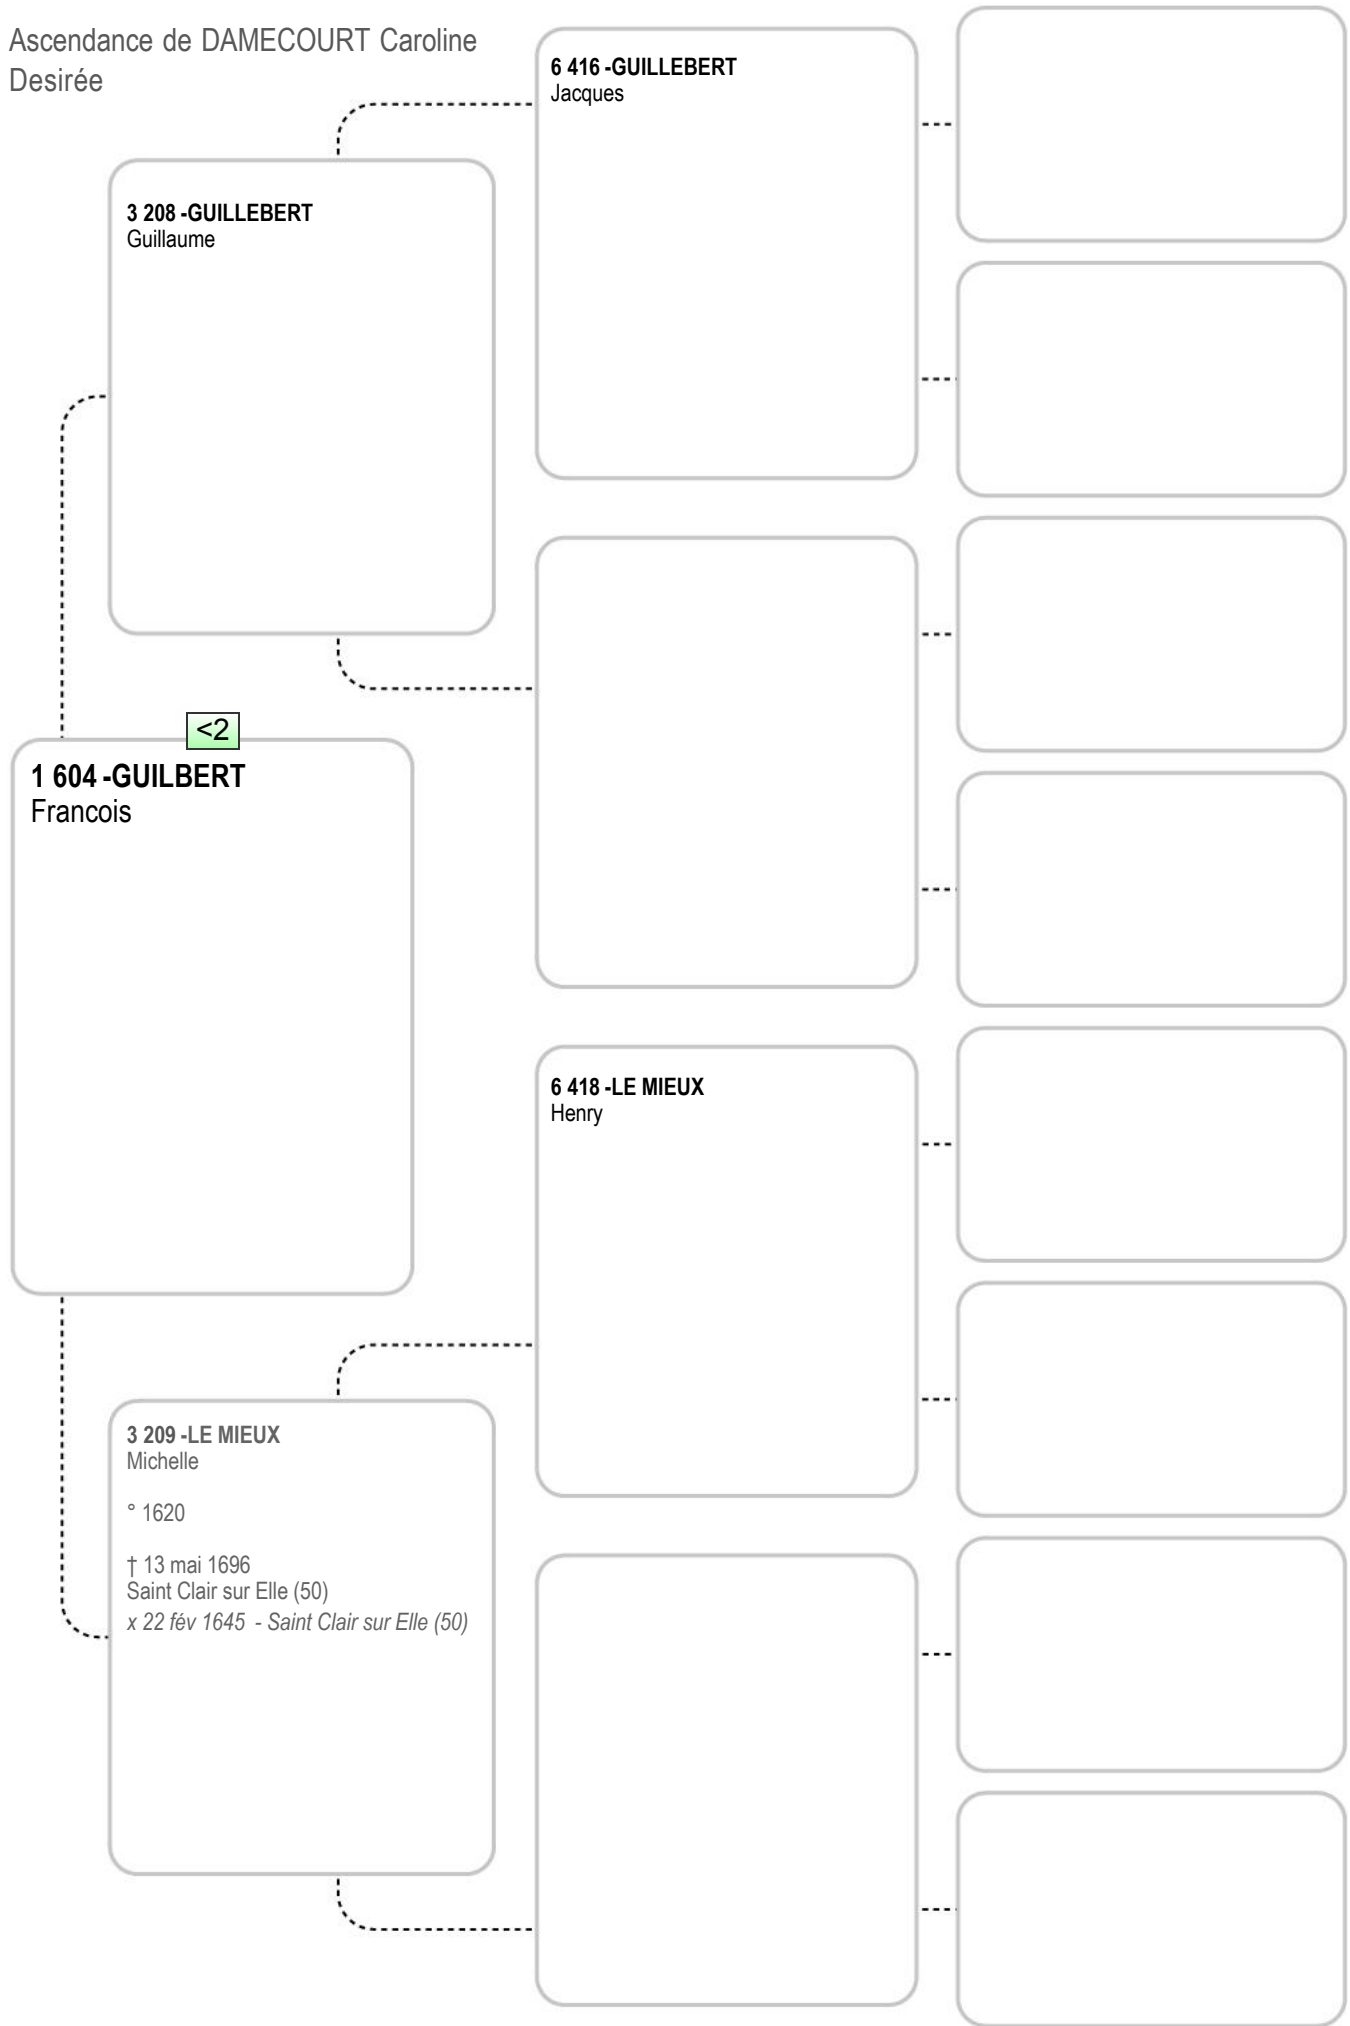 Ascendance de DAMECOURT Caroline
Desirée
6 416 -GUILLEBERT
Jacques
3 208 -GUILLEBERT
Guillaume
<2
1 604 -GUILBERT
Francois
6 418 -LE MIEUX
Henry
3 209 -LE MIEUX
Michelle
° 1620
† 13 mai 1696
Saint Clair sur Elle (50)
x 22 fév 1645 - Saint Clair sur Elle (50)